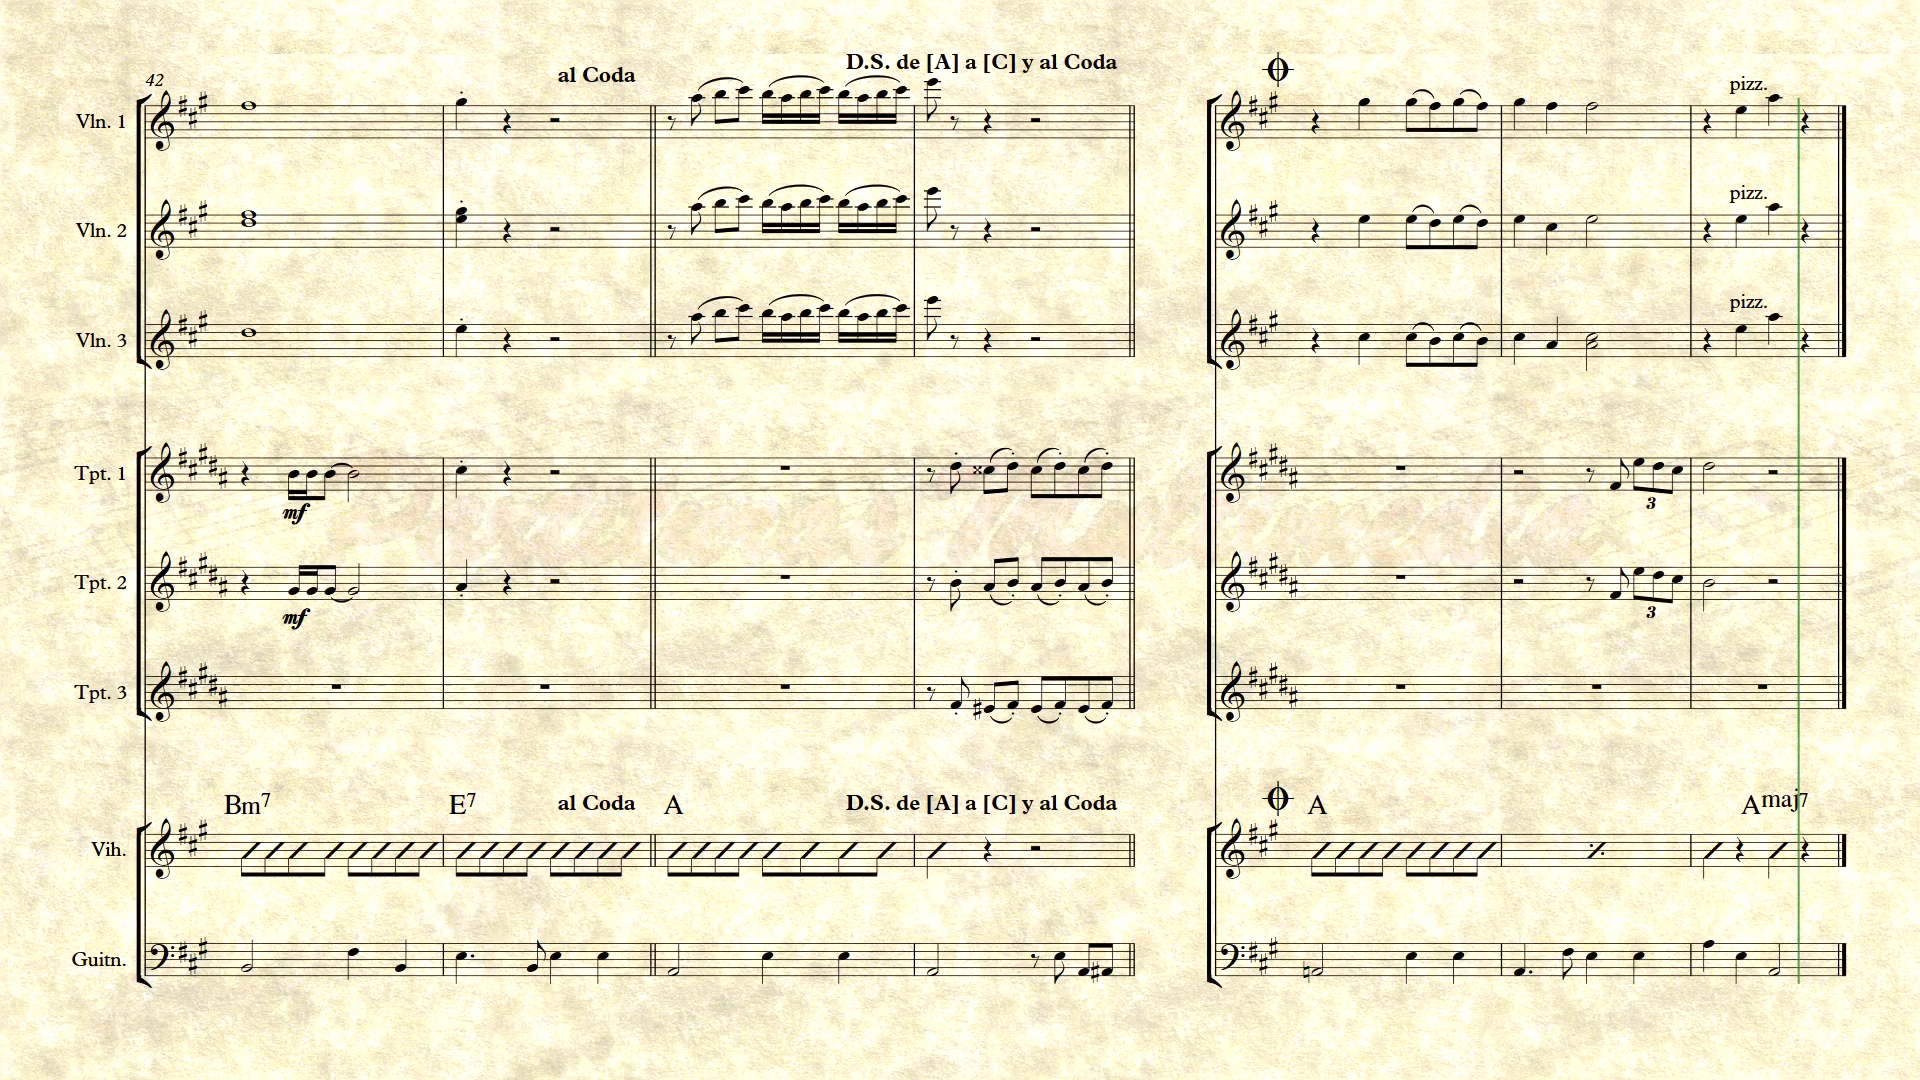 42
al Coda
D.S. de [A] a [C] y al Coda
pizz.
Vln. 1
pizz.
Vln. 2
pizz.
Vln. 3
Tpt. 1
mf
3
Tpt. 2
mf
3
Tpt. 3
Bm7 E7 al Coda A D.S. de [A] a [C] y al Coda A Amaj7
Vih.
Guitn.